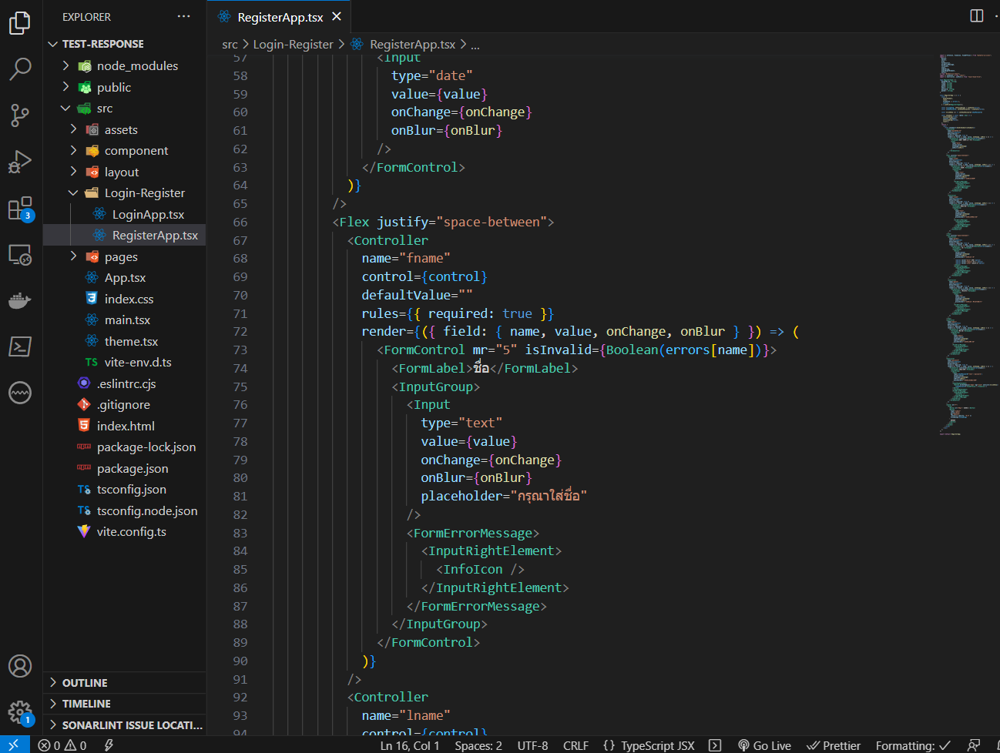 EXPLORER
TEST-RESPONSE
node_modules
public
src
assets
component
layout
Login-Register
LoginApp.tsx
RegisterApp.tsx
pages
App.tsx
index.css
main.tsx
theme.tsx
TS vite-env.d.ts
.eslintrc.cjs
.gitignore
index.html
package-lock.json
package.json
tsconfig.json
tsconfig.node.json
vite.config.ts
OUTLINE
TIMELINE
SONARLINT ISSUE LOCATI...
3
1
RegisterApp.tsx
src > Login-Register > RegisterApp.tsx > ...
57 <Input
58 type="date"
59 value={value}
60 onChange={onChange}
61 onBlur={onBlur}
62 />
63 </FormControl>
64 )}
65 />
66 <Flex justify="space-between">
67 <Controller
68 name="fname"
69 control={control}
70 defaultValue=""
71 rules={{ required: true }}
72 render={({ field: { name, value, onChange, onBlur } }) => (
73 <FormControl mr="5" isInvalid={Boolean(errors[name])}>
74 <FormLabel>ชื่อ</FormLabel>
75 <InputGroup>
76 <Input
77 type="text"
78 value={value}
79 onChange={onChange}
80 onBlur={onBlur}
81 placeholder="กรุณาใส่ชื่อ"
82 />
83 <FormErrorMessage>
84 <InputRightElement>
85 <InfoIcon />
86 </InputRightElement>
87 </FormErrorMessage>
88 </InputGroup>
89 </FormControl>
90 )}
91 />
92 <Controller
93 name="lname"
94 control={control}
0 0 Ln 16, Col 1 Spaces: 2 UTF-8 CRLF {} TypeScript JSX Go Live Prettier Formatting: ✓